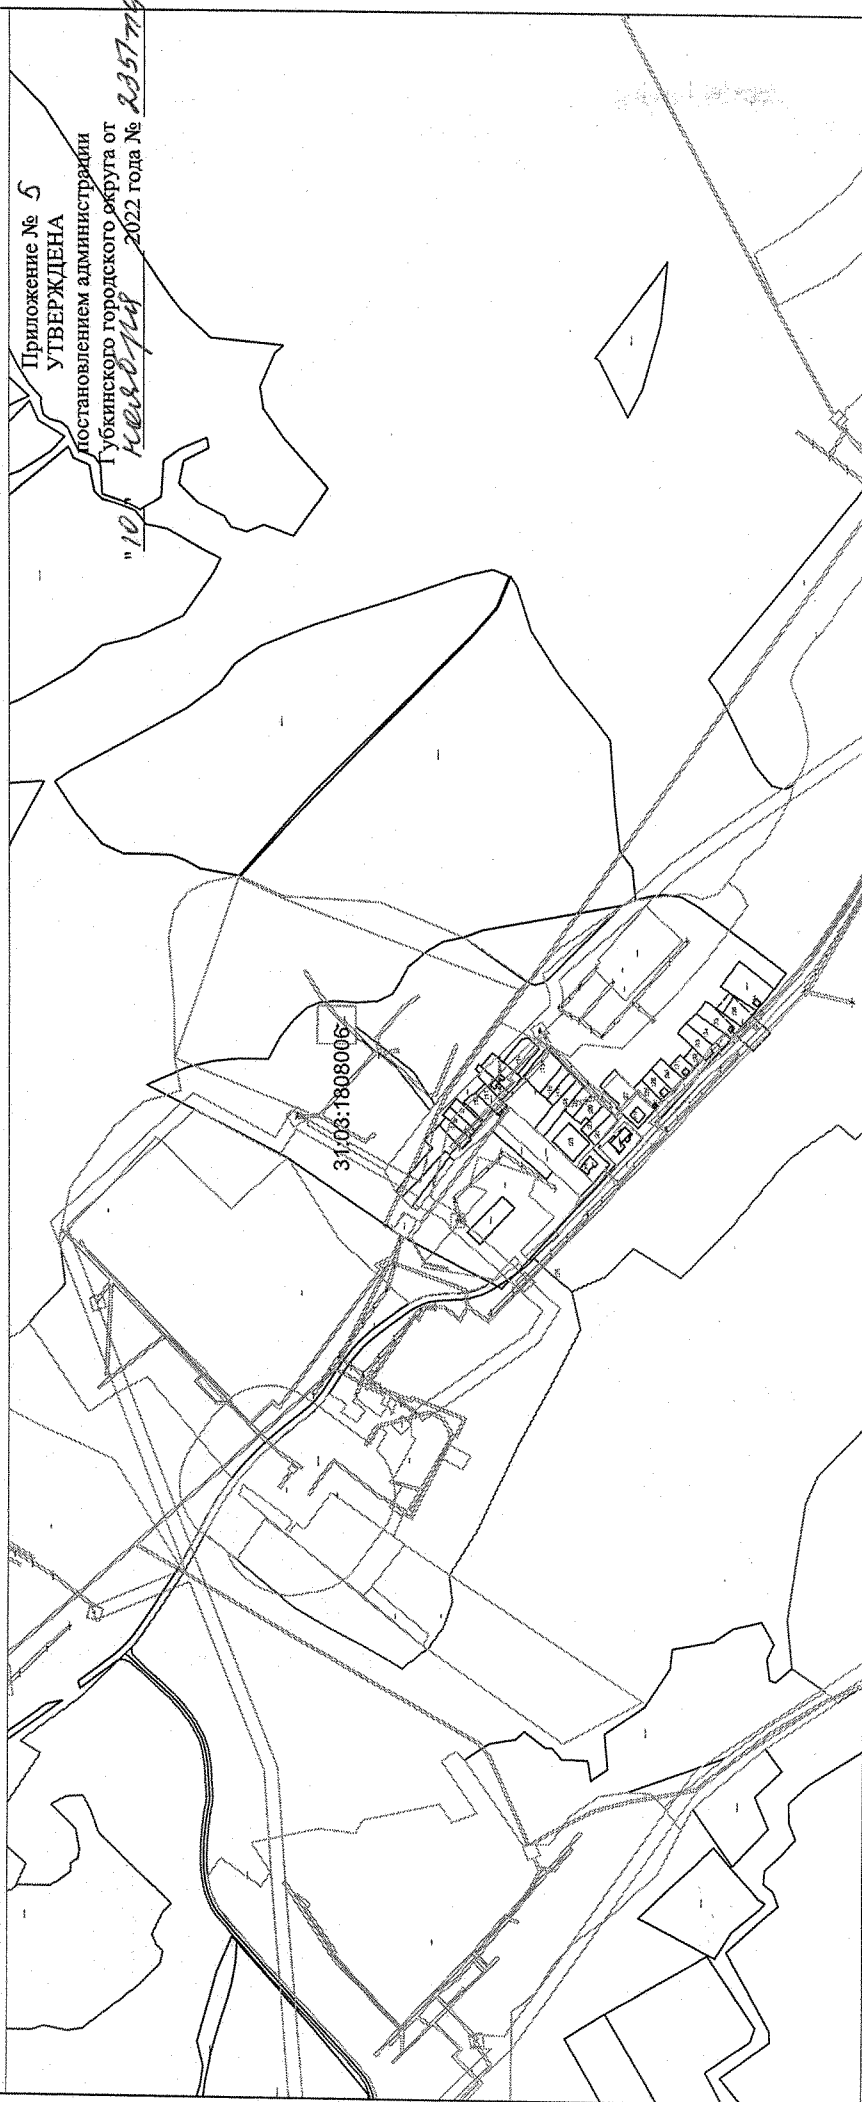 Приложение № 5
УТВЕРЖДЕНА
постановлением администрации
Губкинского городского округа от
"10" ноября 2022 года № 2357-па
31:03:1808006